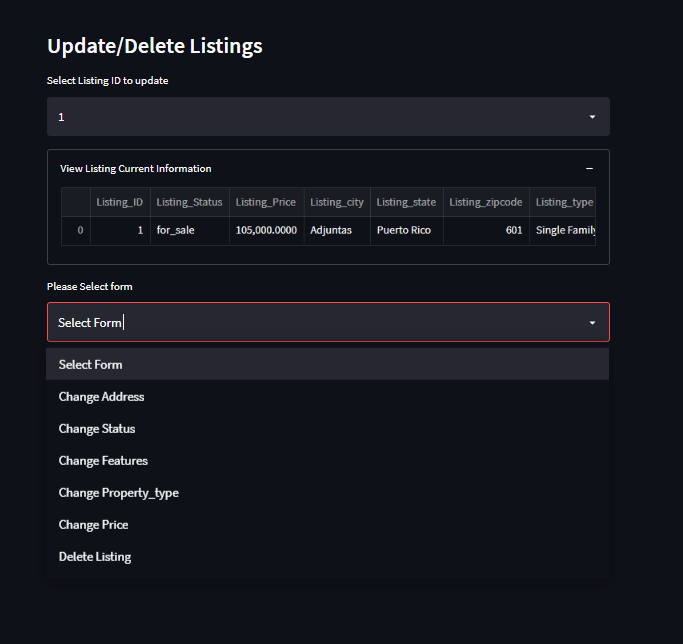 Update/Delete Listings
Select Listing ID to update
1
View Listing Current Information
Listing_ID Listing_Status Listing_Price Listing_city Listing_state Listing_zipcode Listing_type
0 1 for_sale 105,000.0000 Adjuntas Puerto Rico 601 Single Family
Please Select form
Select Form
Select Form
Change Address
Change Status
Change Features
Change Property_type
Change Price
Delete Listing